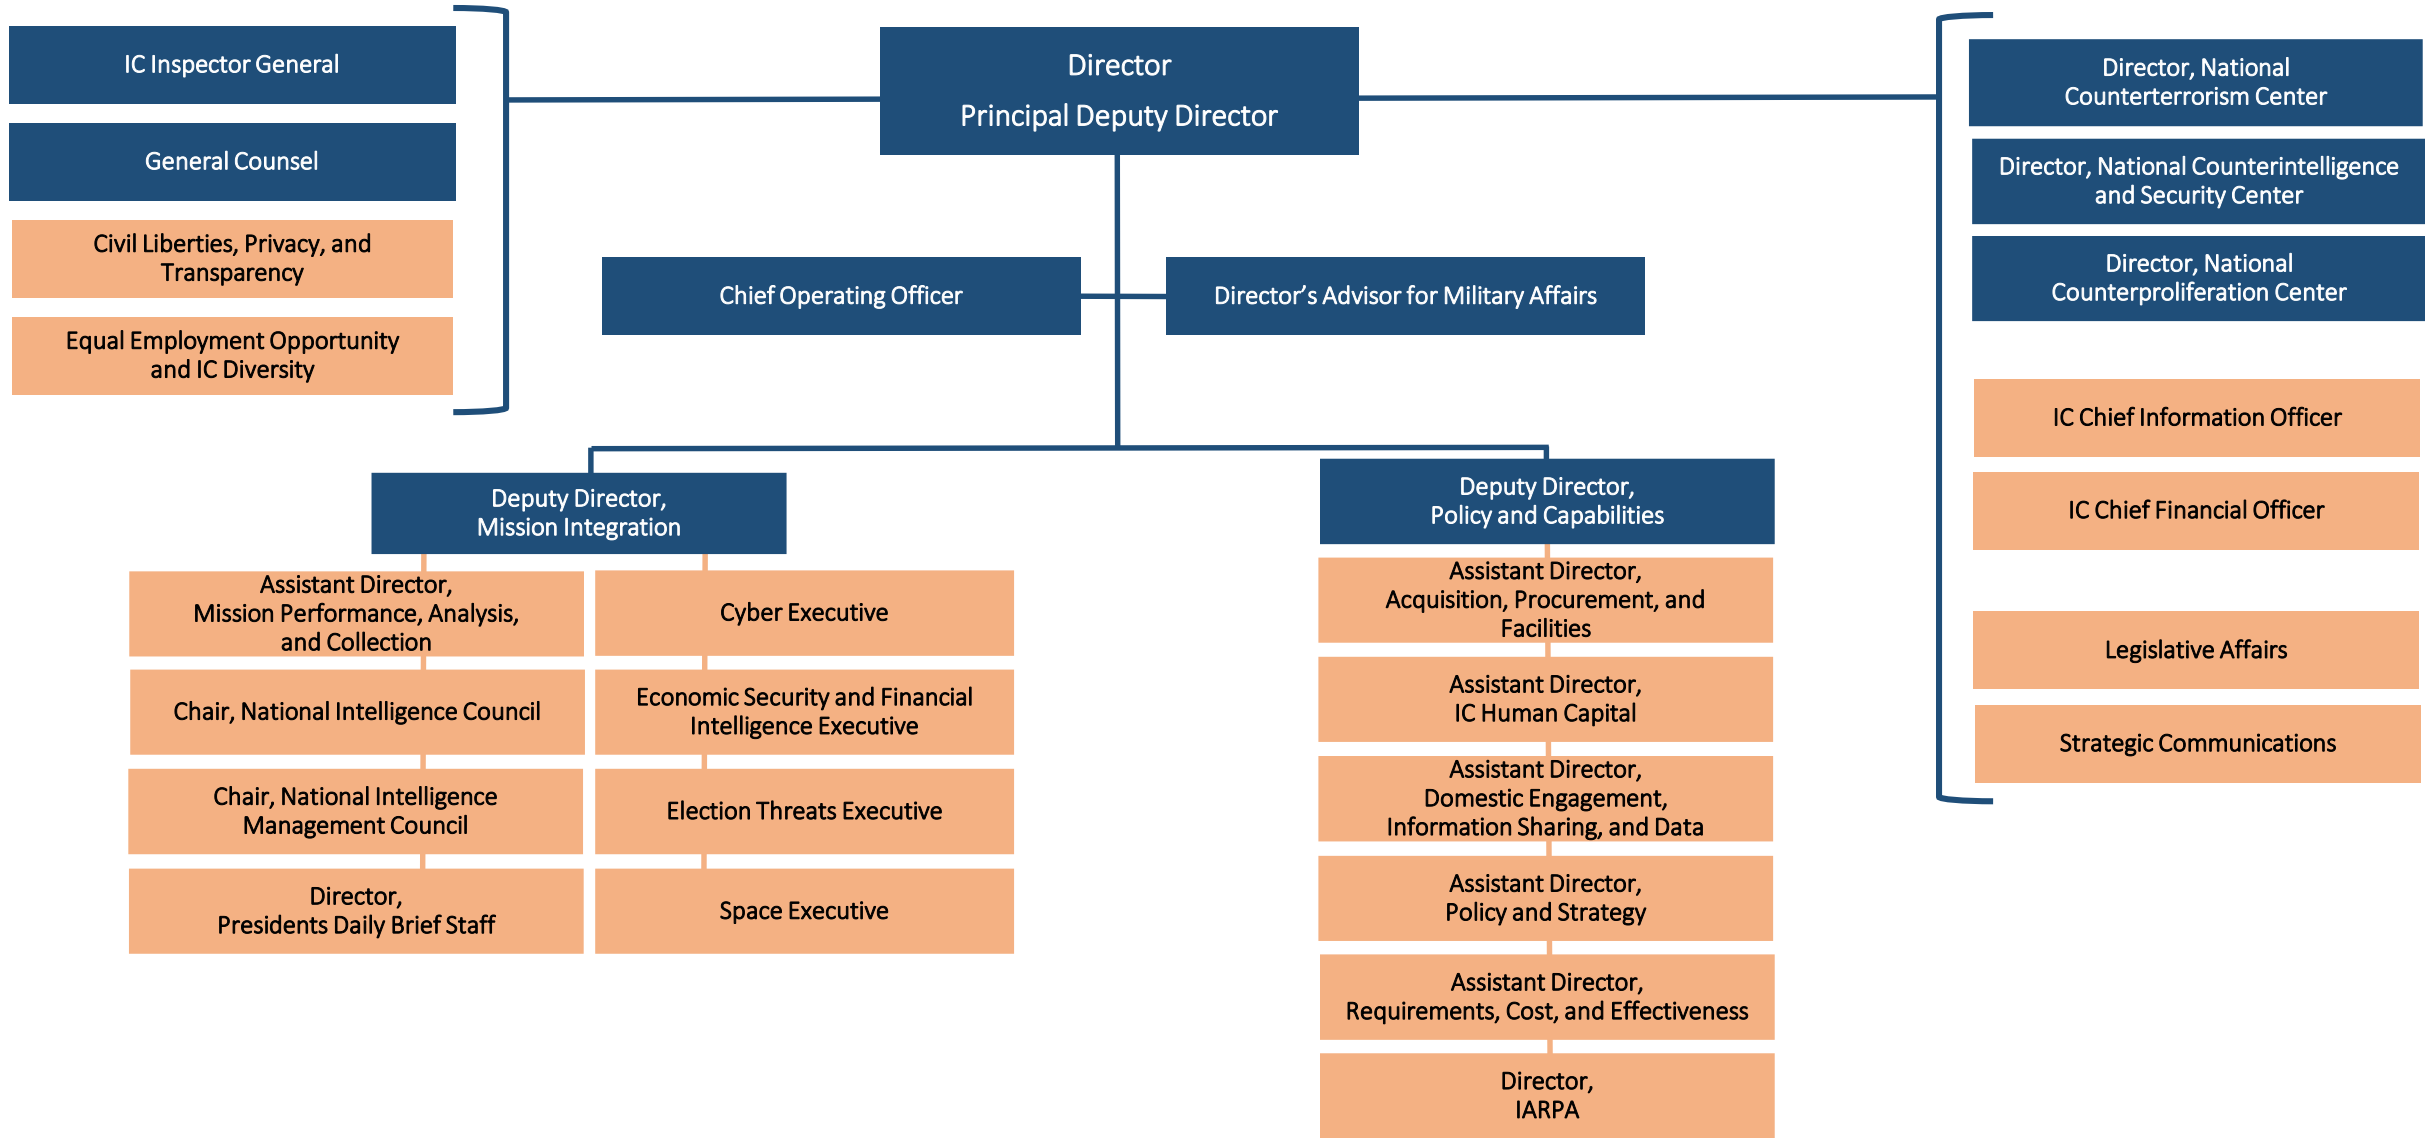 IC Inspector General
General Counsel
Civil Liberties, Privacy, and
Transparency
Equal Employment Opportunity
and IC Diversity
Director
Principal Deputy Director
Chief Operating Officer
Director’s Advisor for Military Affairs
Director, National
Counterterrorism Center
Director, National Counterintelligence
and Security Center
Director, National
Counterproliferation Center
IC Chief Information Officer
IC Chief Financial Officer
Legislative Affairs
Strategic Communications
Deputy Director,
Mission Integration
Assistant Director,
Mission Performance, Analysis,
and Collection
Chair, National Intelligence Council
Chair, National Intelligence
Management Council
Director,
Presidents Daily Brief Staff
Cyber Executive
Economic Security and Financial
Intelligence Executive
Election Threats Executive
Space Executive
Deputy Director,
Policy and Capabilities
Assistant Director,
Acquisition, Procurement, and
Facilities
Assistant Director,
IC Human Capital
Assistant Director,
Domestic Engagement,
Information Sharing, and Data
Assistant Director,
Policy and Strategy
Assistant Director,
Requirements, Cost, and Effectiveness
Director,
IARPA